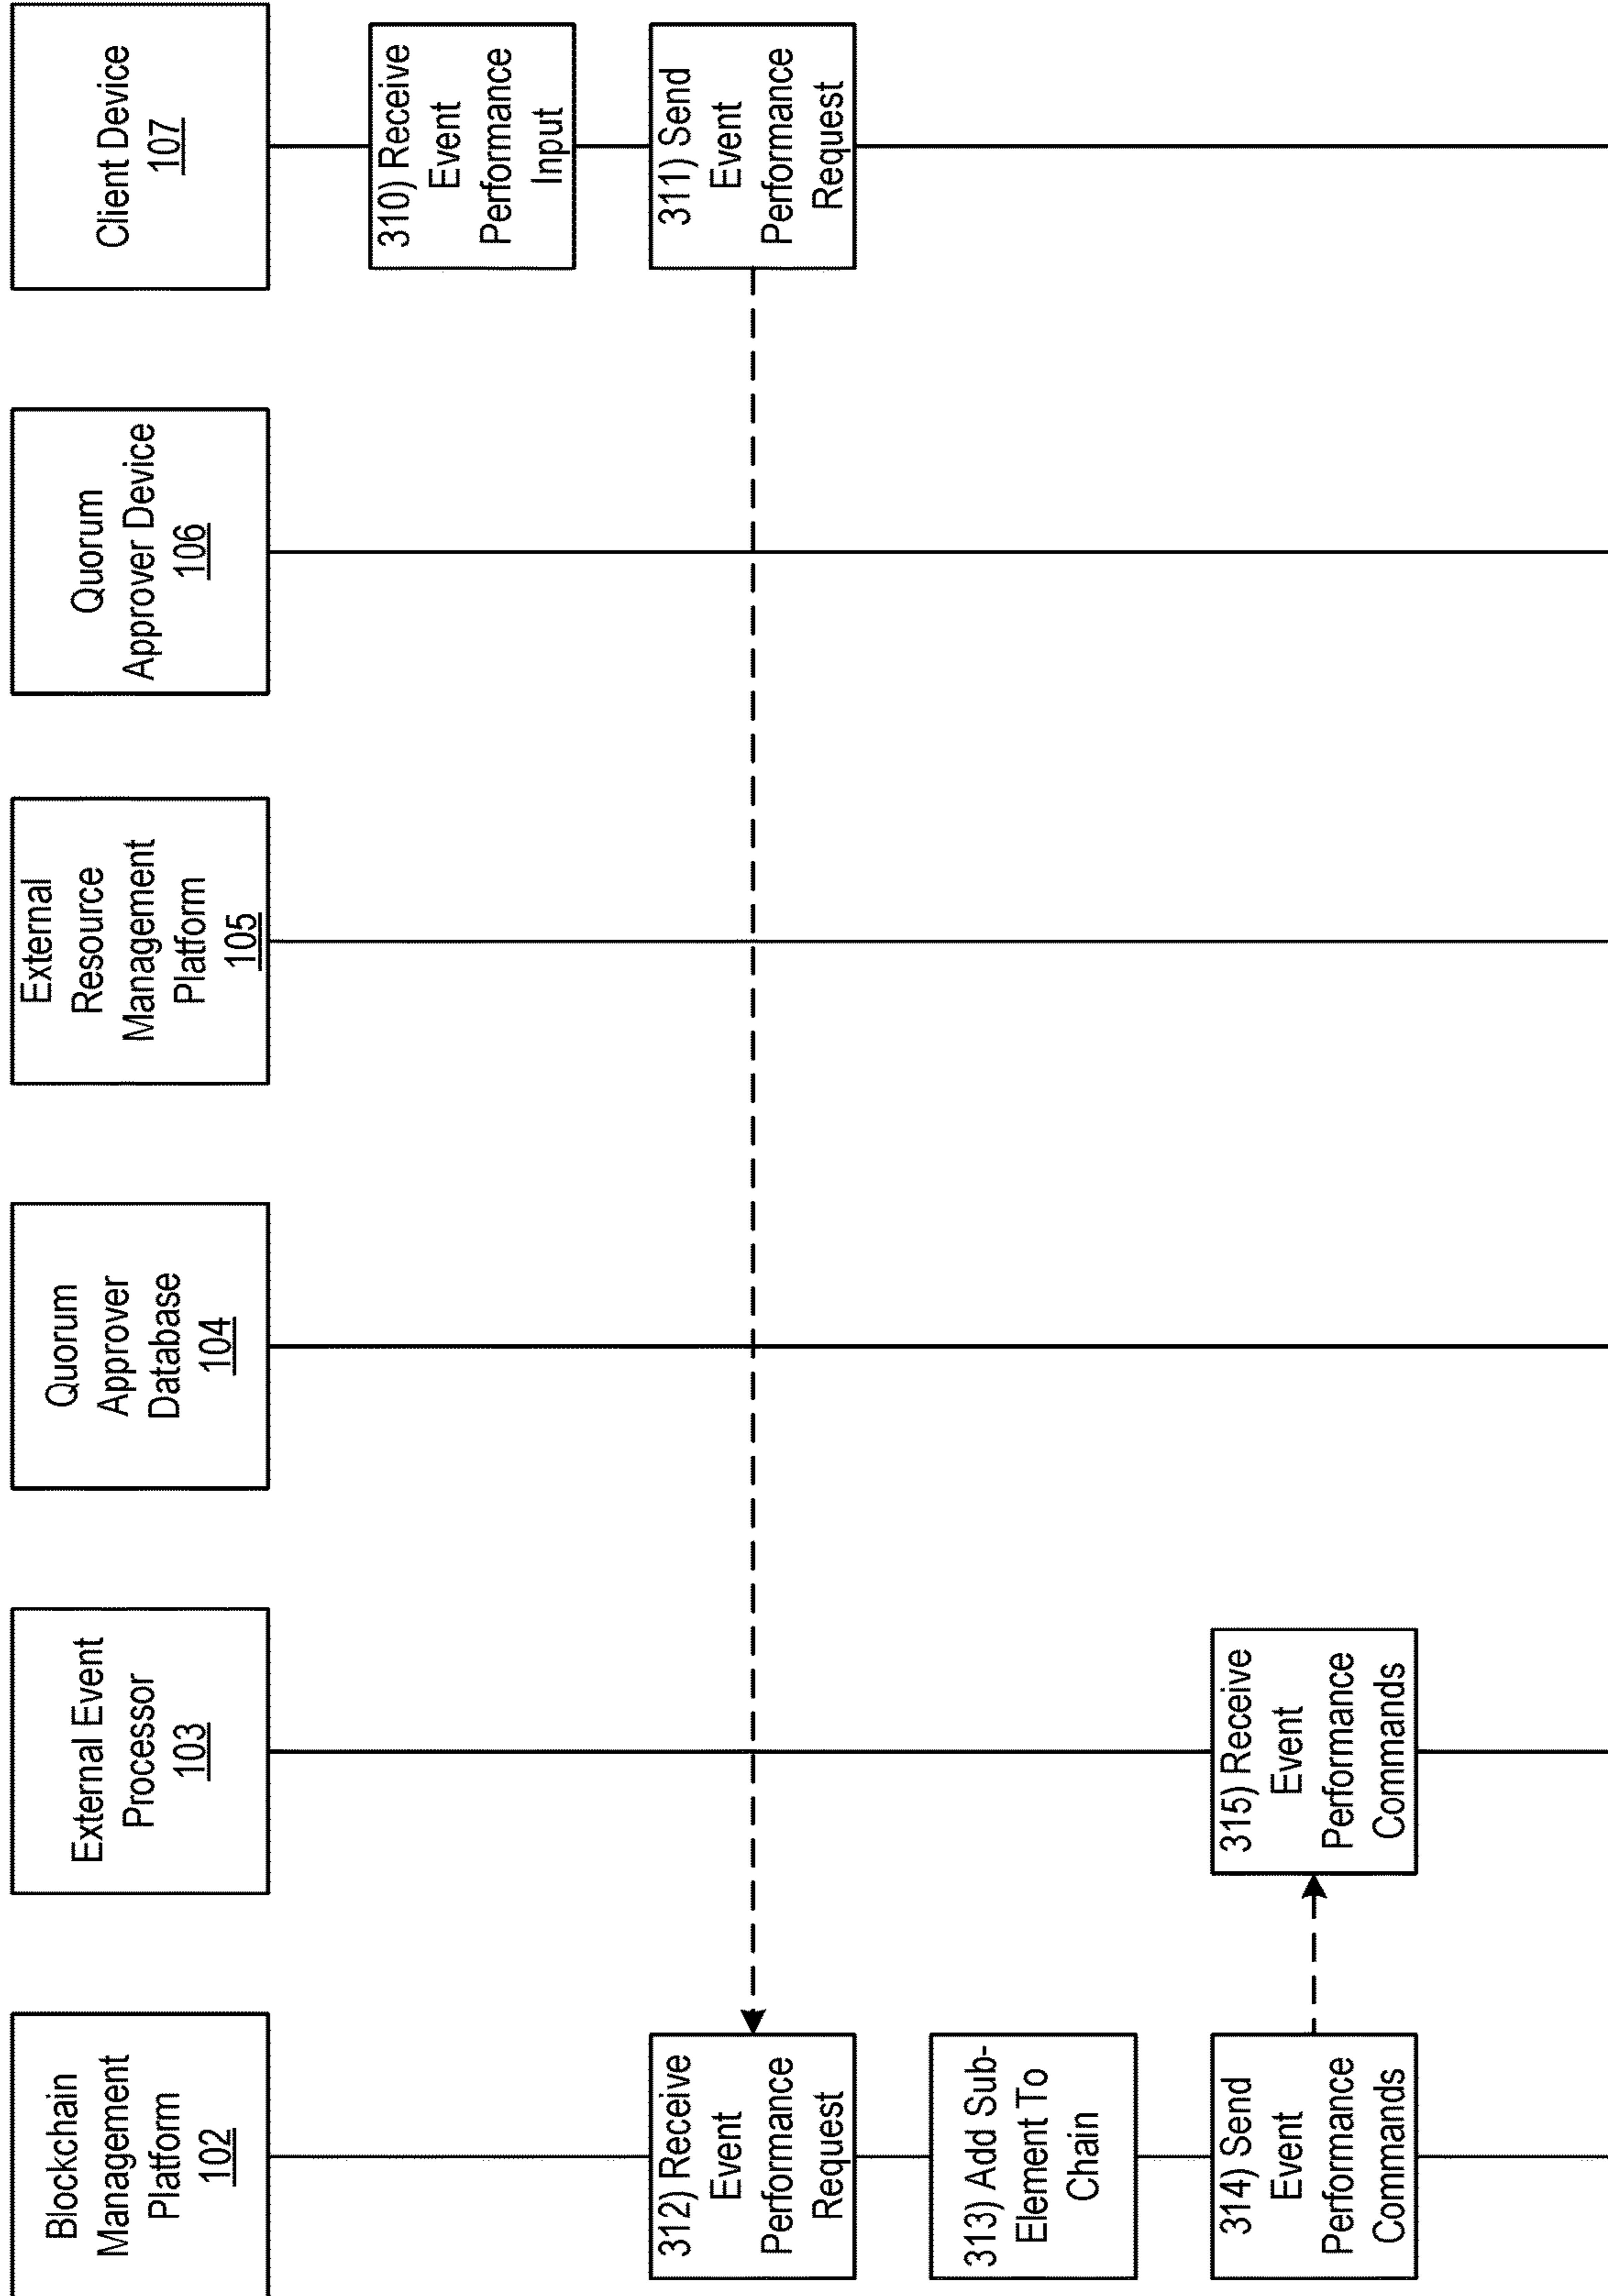 Blockchain
Management
Platform
102
External Event
Processor
103
Quorum
Approver
Database
104
External
Resource
Management
Platform
105
Quorum
Approver Device
106
Client Device
107
310) Receive
Event
Performance
Input
312) Receive
Event
Performance
Request
311) Send
Event
Performance
Request
313) Add Sub-
Element To
Chain
314) Send
Event
Performance
Commands
315) Receive
Event
Performance
Commands